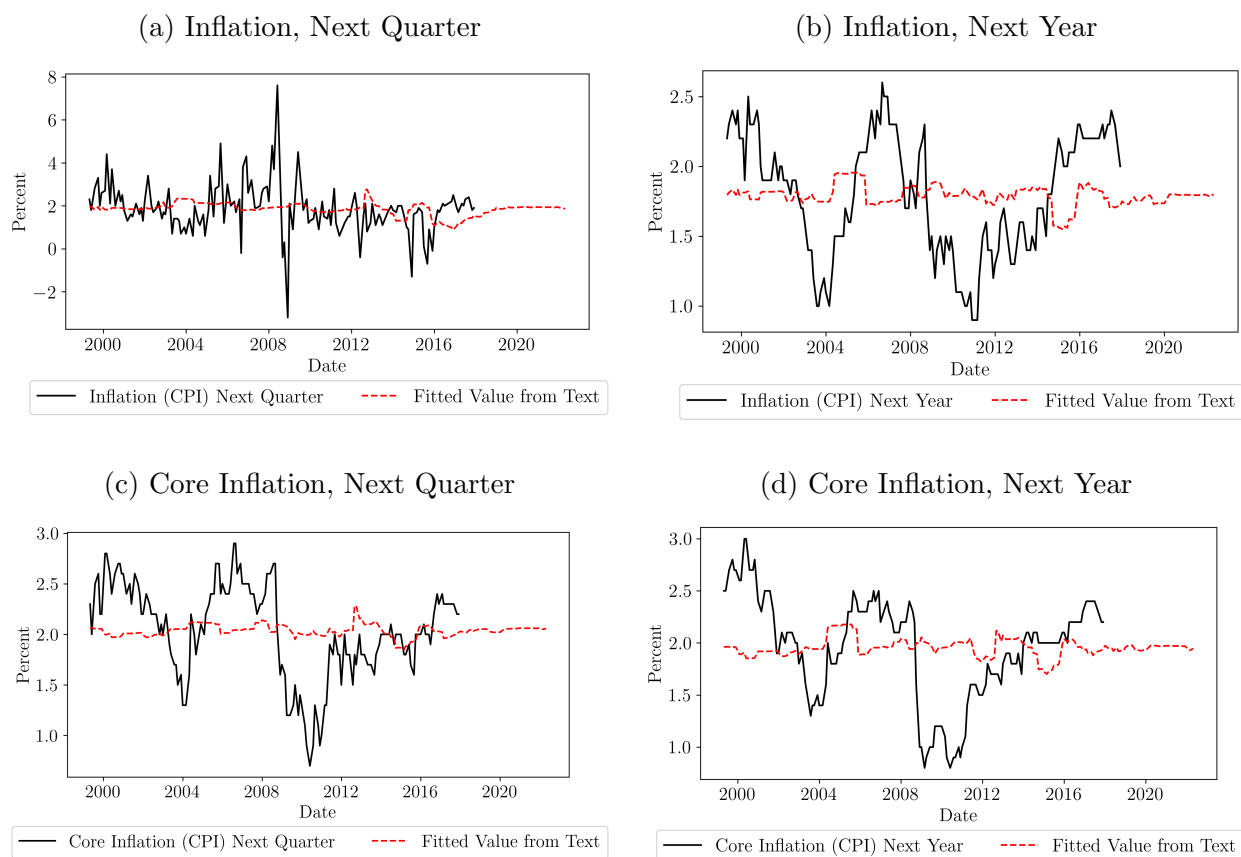 (a) Inflation, Next Quarter
8
6
4
2
0
−2
Percent
2000 2004 2008 2012 2016 2020
Date
Inflation (CPI) Next Quarter Fitted Value from Text
(b) Inflation, Next Year
2.5
2.0
1.5
1.0
Percent
2000 2004 2008 2012 2016 2020
Date
Inflation (CPI) Next Year Fitted Value from Text
(c) Core Inflation, Next Quarter
3.0
2.5
2.0
1.5
1.0
Percent
2000 2004 2008 2012 2016 2020
Date
Core Inflation (CPI) Next Quarter Fitted Value from Text
(d) Core Inflation, Next Year
3.0
2.5
2.0
1.5
1.0
Percent
2000 2004 2008 2012 2016 2020
Date
Core Inflation (CPI) Next Year Fitted Value from Text